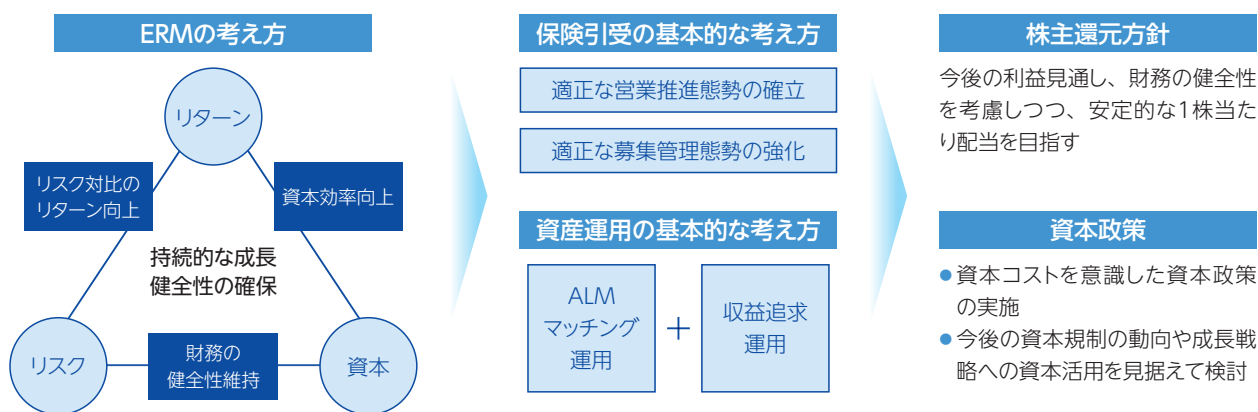 ERMの考え方
リターン
リスク対比の
リターン向上
資本効率向上
持続的な成長
健全性の確保
リスク
財務の
健全性維持
資本
保険引受の基本的な考え方
適正な営業推進態勢の確立
適正な募集管理態勢の強化
資産運用の基本的な考え方
ALM
マッチング
運用
+
収益追求
運用
株主還元方針
今後の利益見通し、財務の健全性
を考慮しつつ、安定的な1株当た
り配当を目指す
資本政策
●資本コストを意識した資本政策
の実施
●今後の資本規制の動向や成長戦
略への資本活用を見据えて検討